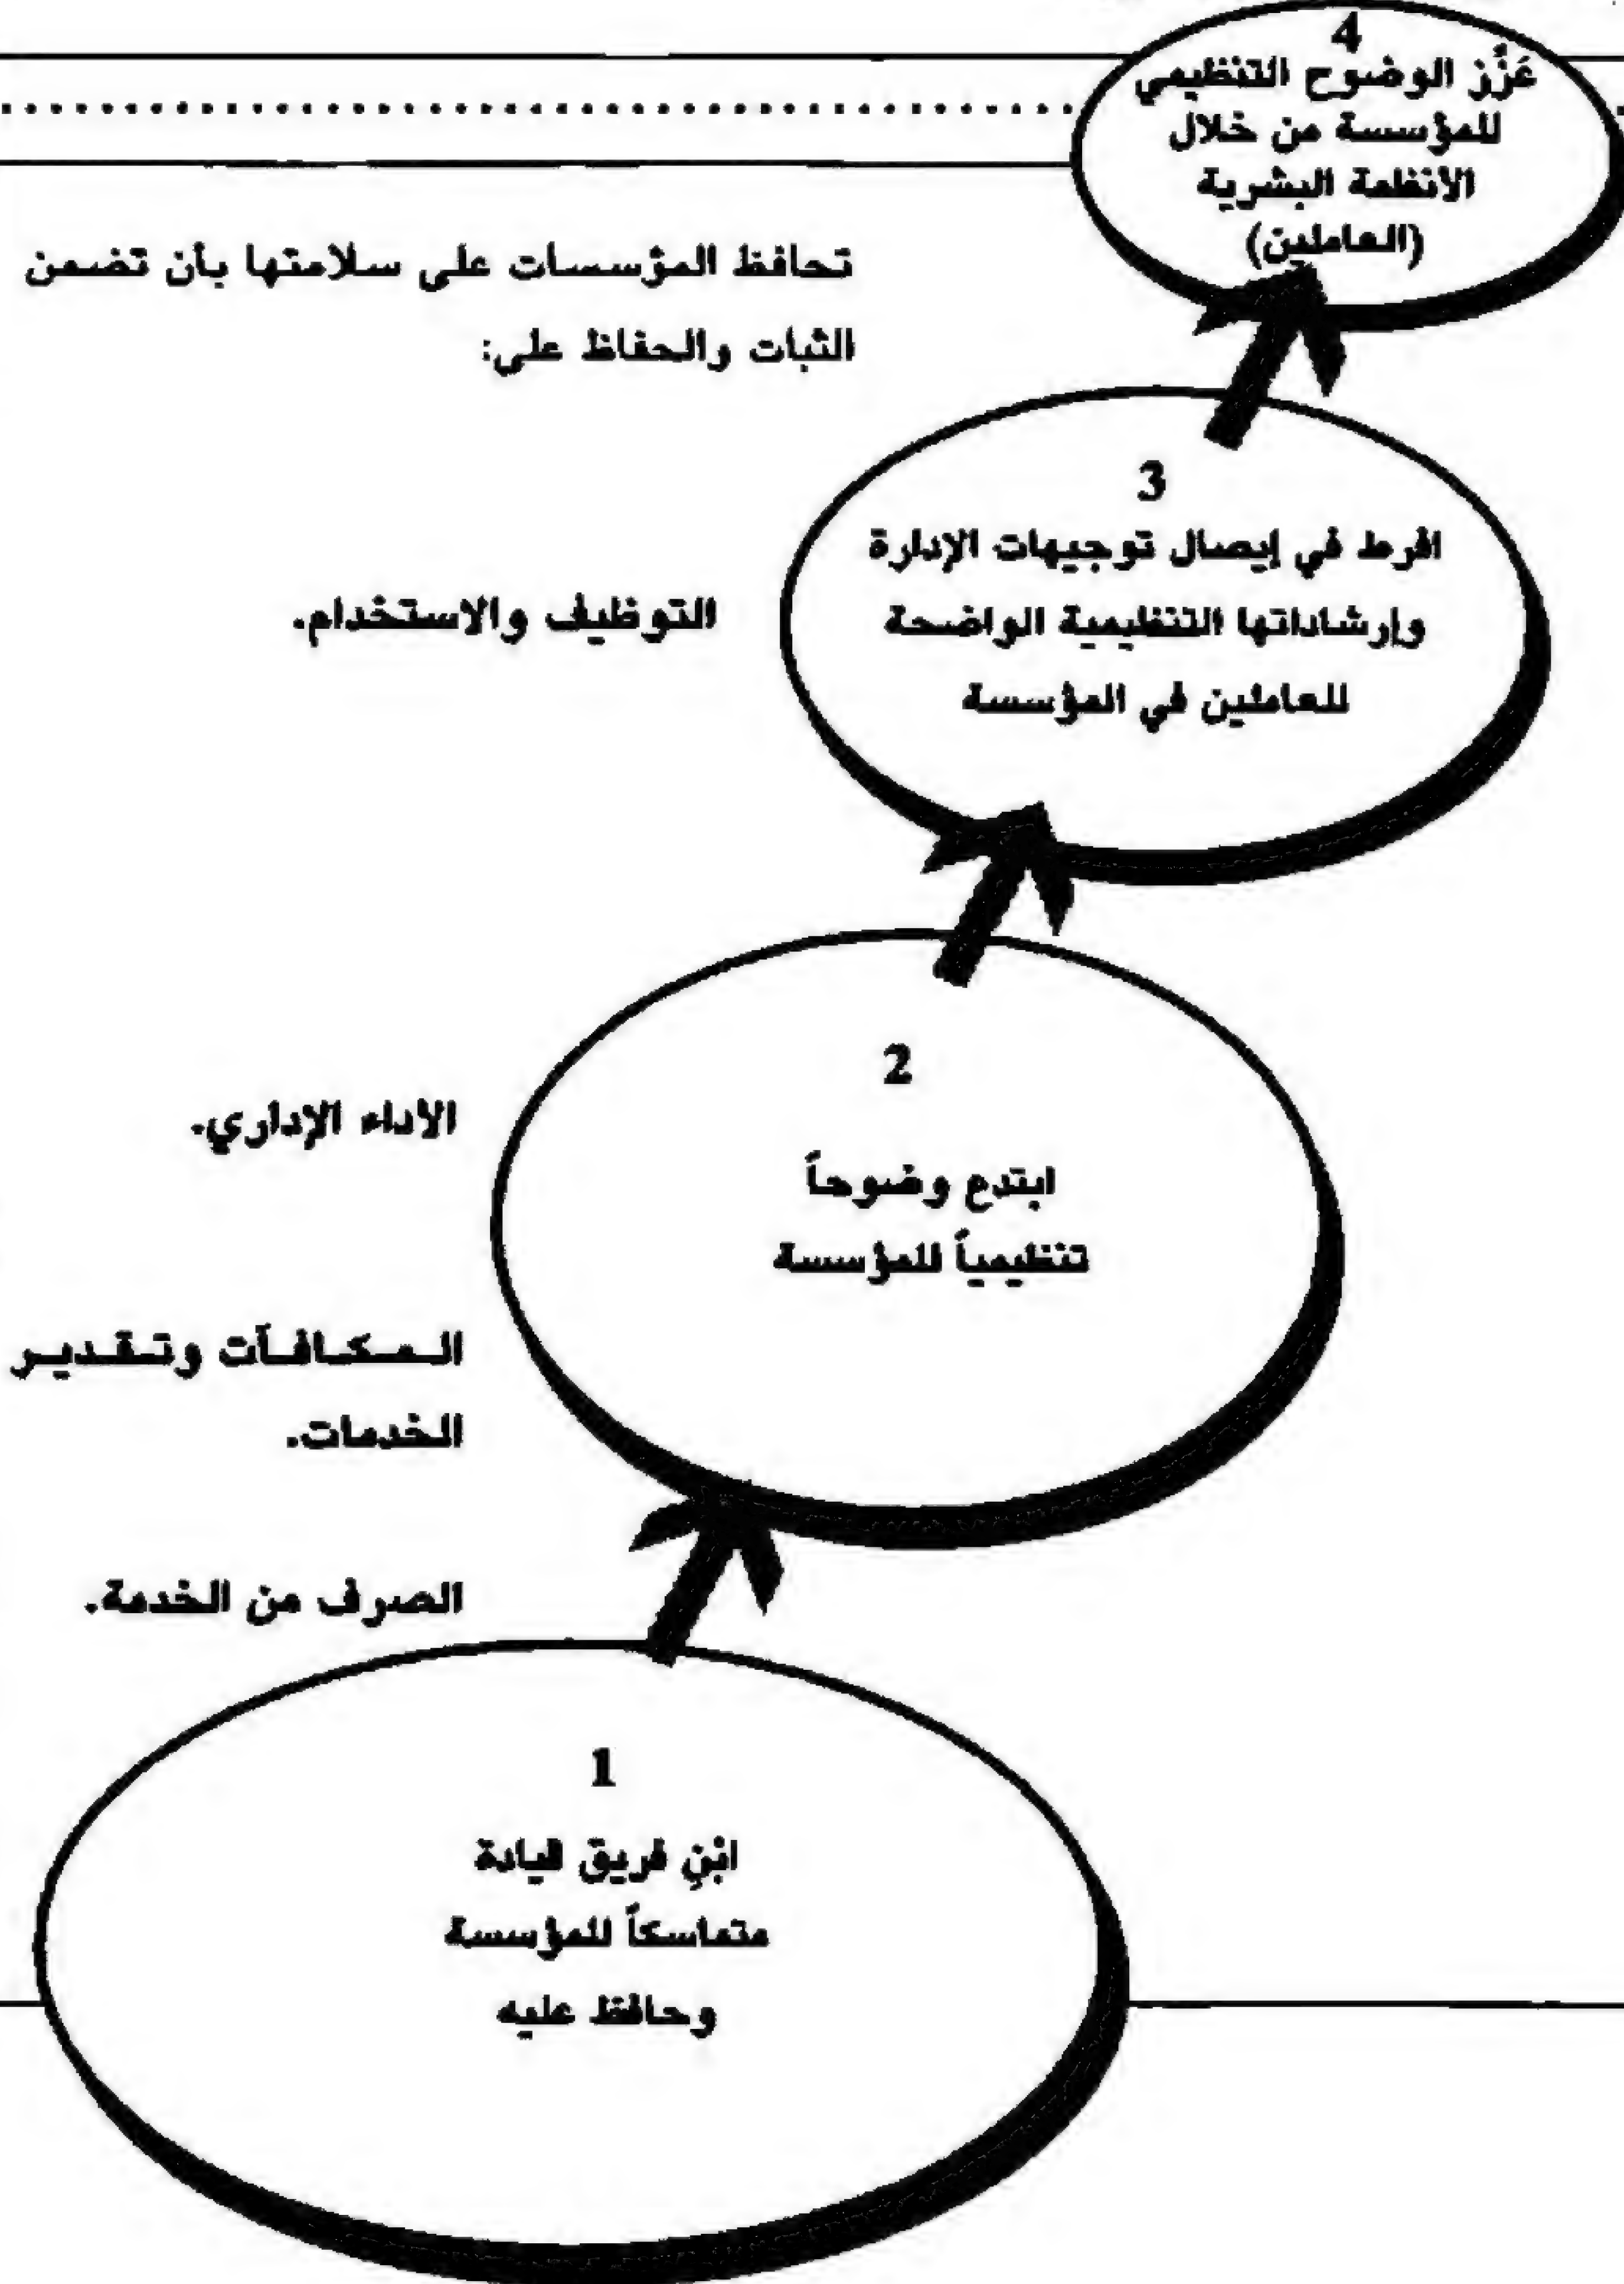 4
عَزِّز الوضوح التنظيمي
للمؤسسة من خلال
الأنظمة البشرية
(العاملين)
تحافظ المؤسسات على سلامتها بأن تضمن
الثبات والحفاظ على:
3
افرط في إيصال توجيهات الإدارة
وإرشاداتها التنظيمية الواضحة
للعاملين في المؤسسة
التوظيف والاستخدام.
2
ابتدع وضوحاً
تنظيمياً للمؤسسة
الأداء الإداري.
المكافآت وتقدير
الخدمات.
الصرف من الخدمة.
1
ابْنِ فريق قيادة
متماسكاً للمؤسسة
وحافظ عليه